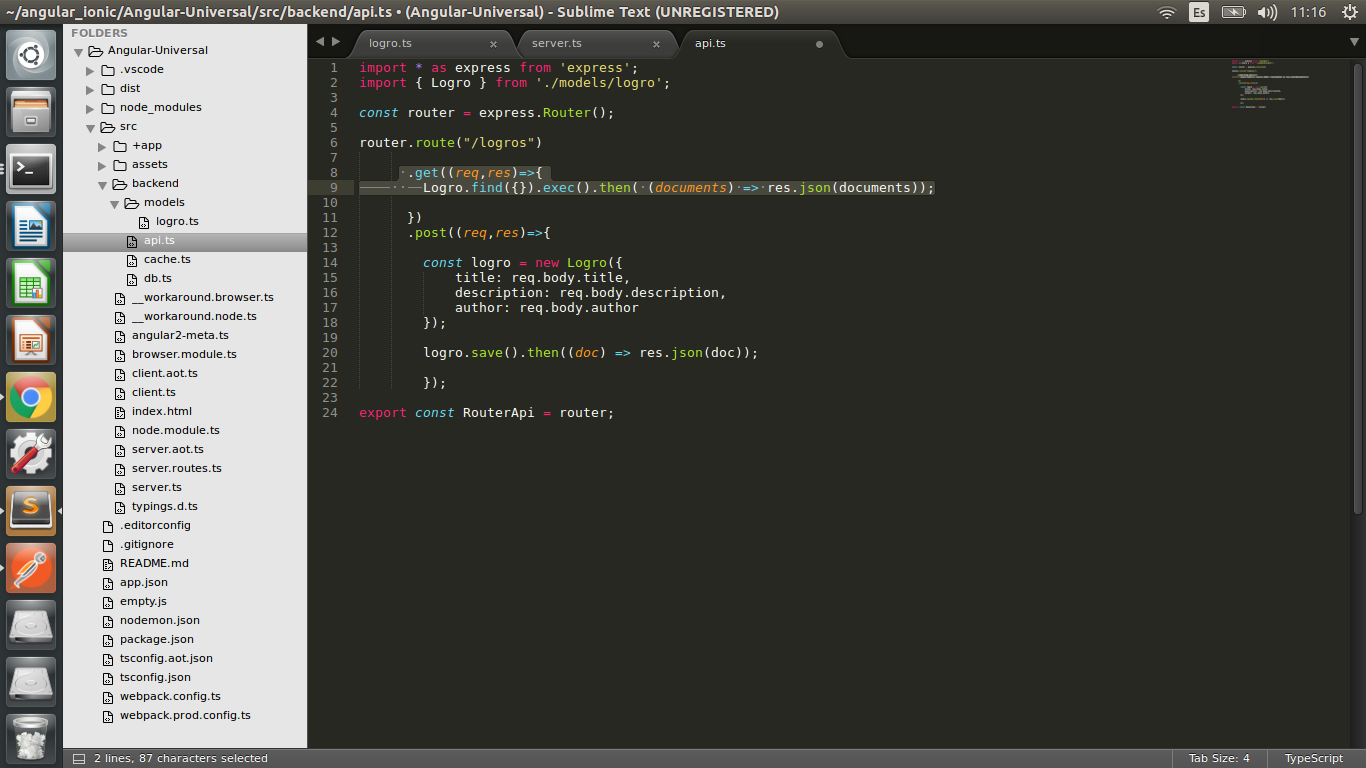 ~/angular_ionic/Angular-Universal/src/backend/api.ts • (Angular-Universal) - Sublime Text (UNREGISTERED)
Es
11:16
FOLDERS
Angular-Universal
.vscode
dist
node_modules
src
+app
assets
backend
models
logro.ts
api.ts
cache.ts
db.ts
__workaround.browser.ts
__workaround.node.ts
angular2-meta.ts
browser.module.ts
client.aot.ts
client.ts
index.html
node.module.ts
server.aot.ts
server.routes.ts
server.ts
typings.d.ts
.editorconfig
.gitignore
README.md
app.json
empty.js
nodemon.json
package.json
tsconfig.aot.json
tsconfig.json
webpack.config.ts
webpack.prod.config.ts
logro.ts
server.ts
api.ts
1 import * as express from 'express';
2 import { Logro } from './models/logro';
3
4 const router = express.Router();
5
6 router.route("/logros")
7
8 .get((req,res)=>{
9 Logro.find({}).exec().then( (documents) => res.json(documents));
10
11 })
12 .post((req,res)=>{
13
14 const logro = new Logro({
15 title: req.body.title,
16 description: req.body.description,
17 author: req.body.author
18 });
19
20 logro.save().then((doc) => res.json(doc));
21
22 });
23
24 export const RouterApi = router;
2 lines, 87 characters selected
Tab Size: 4
TypeScript